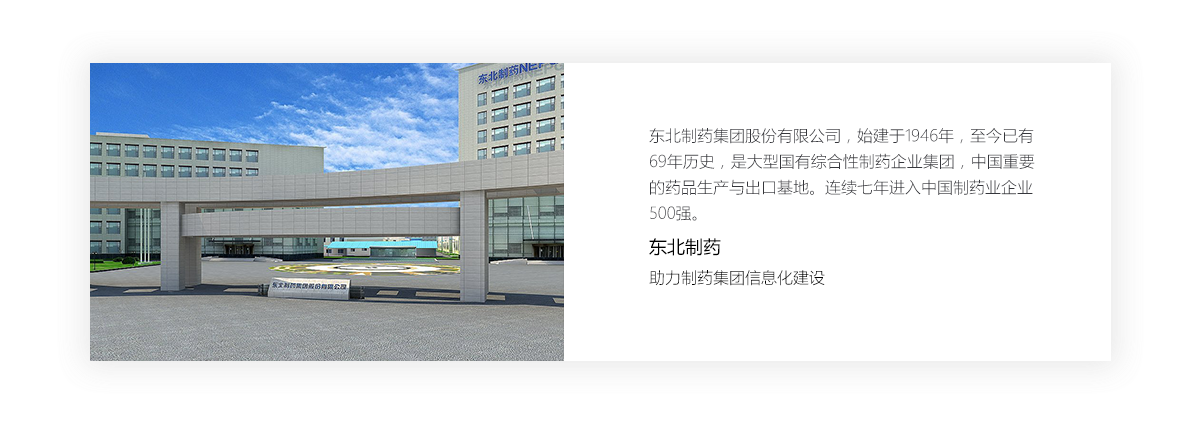 东北制药NEP
东北制药集团股份有限公司
东北制药集团股份有限公司，始建于1946年，至今已有
69年历史，是大型国有综合性制药企业集团，中国重要
的药品生产与出口基地。连续七年进入中国制药业企业
500强。
东北制药
助力制药集团信息化建设